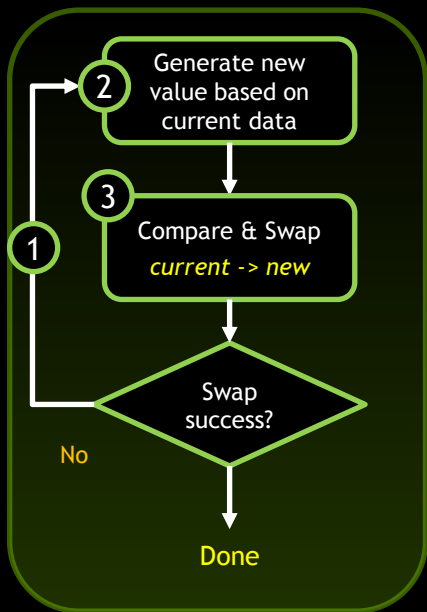 2
Generate new
value based on
current data
3
Compare & Swap
current -> new
1
Swap
success?
No
Done